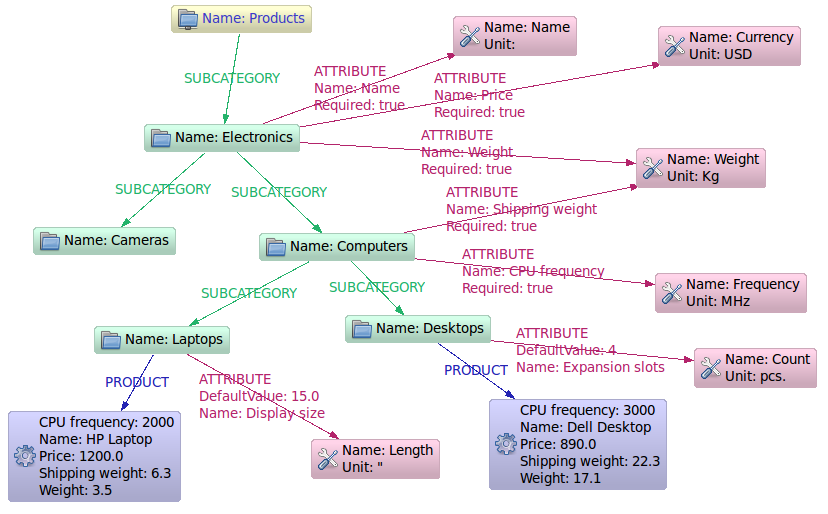 Name: Products
Name: Name
Unit:
Name: Currency
Unit: USD
SUBCATEGORY
ATTRIBUTE
Name: Name
Required: true
ATTRIBUTE
Name: Price
Required: true
Name: Electronics
ATTRIBUTE
Name: Weight
Required: true
Name: Weight
Unit: Kg
SUBCATEGORY
SUBCATEGORY
ATTRIBUTE
Name: Shipping weight
Required: true
Name: Cameras
Name: Computers
ATTRIBUTE
Name: CPU frequency
Required: true
Name: Frequency
Unit: MHz
SUBCATEGORY
SUBCATEGORY
Name: Laptops
Name: Desktops
ATTRIBUTE
DefaultValue: 4
Name: Expansion slots
Name: Count
Unit: pcs.
PRODUCT
ATTRIBUTE
DefaultValue: 15.0
Name: Display size
PRODUCT
CPU frequency: 2000
Name: HP Laptop
Price: 1200.0
Shipping weight: 6.3
Weight: 3.5
Name: Length
Unit: "
CPU frequency: 3000
Name: Dell Desktop
Price: 890.0
Shipping weight: 22.3
Weight: 17.1